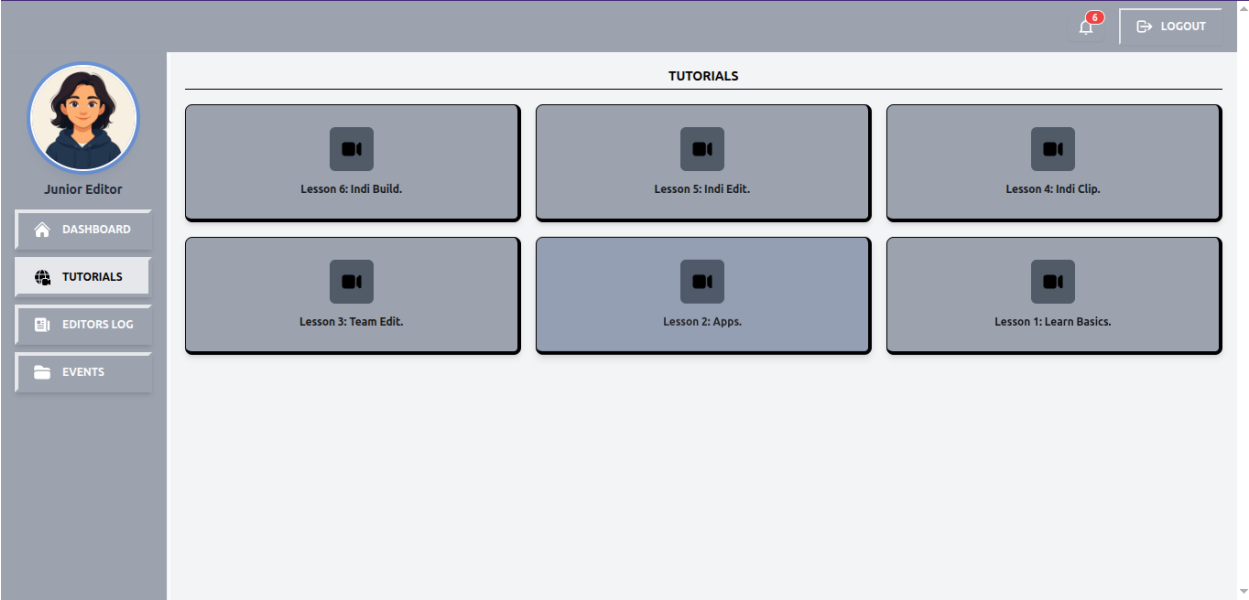 6
LOGOUT
Junior Editor
DASHBOARD
TUTORIALS
EDITORS LOG
EVENTS
TUTORIALS
Lesson 6: Indi Build.
Lesson 5: Indi Edit.
Lesson 4: Indi Clip.
Lesson 3: Team Edit.
Lesson 2: Apps.
Lesson 1: Learn Basics.